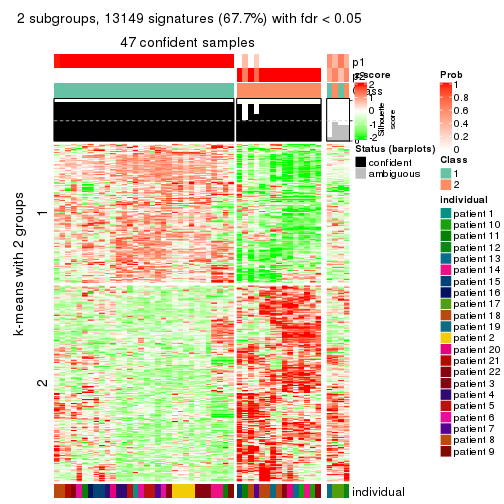 2 subgroups, 13149 signatures (67.7%) with fdr < 0.05
47 confident samples
p1
p2
Class
z-score
2
1
0
-1
-2
Silhouette
score
Status (barplots)
confident
ambiguous
Prob
1
0.8
0.6
0.4
0.2
0
Class
1
2
individual
patient 1
patient 10
patient 11
patient 12
patient 13
patient 14
patient 15
patient 16
patient 17
patient 18
patient 19
patient 2
patient 20
patient 21
patient 22
patient 3
patient 4
patient 5
patient 6
patient 7
patient 8
patient 9
k-means with 2 groups
1
2
individual